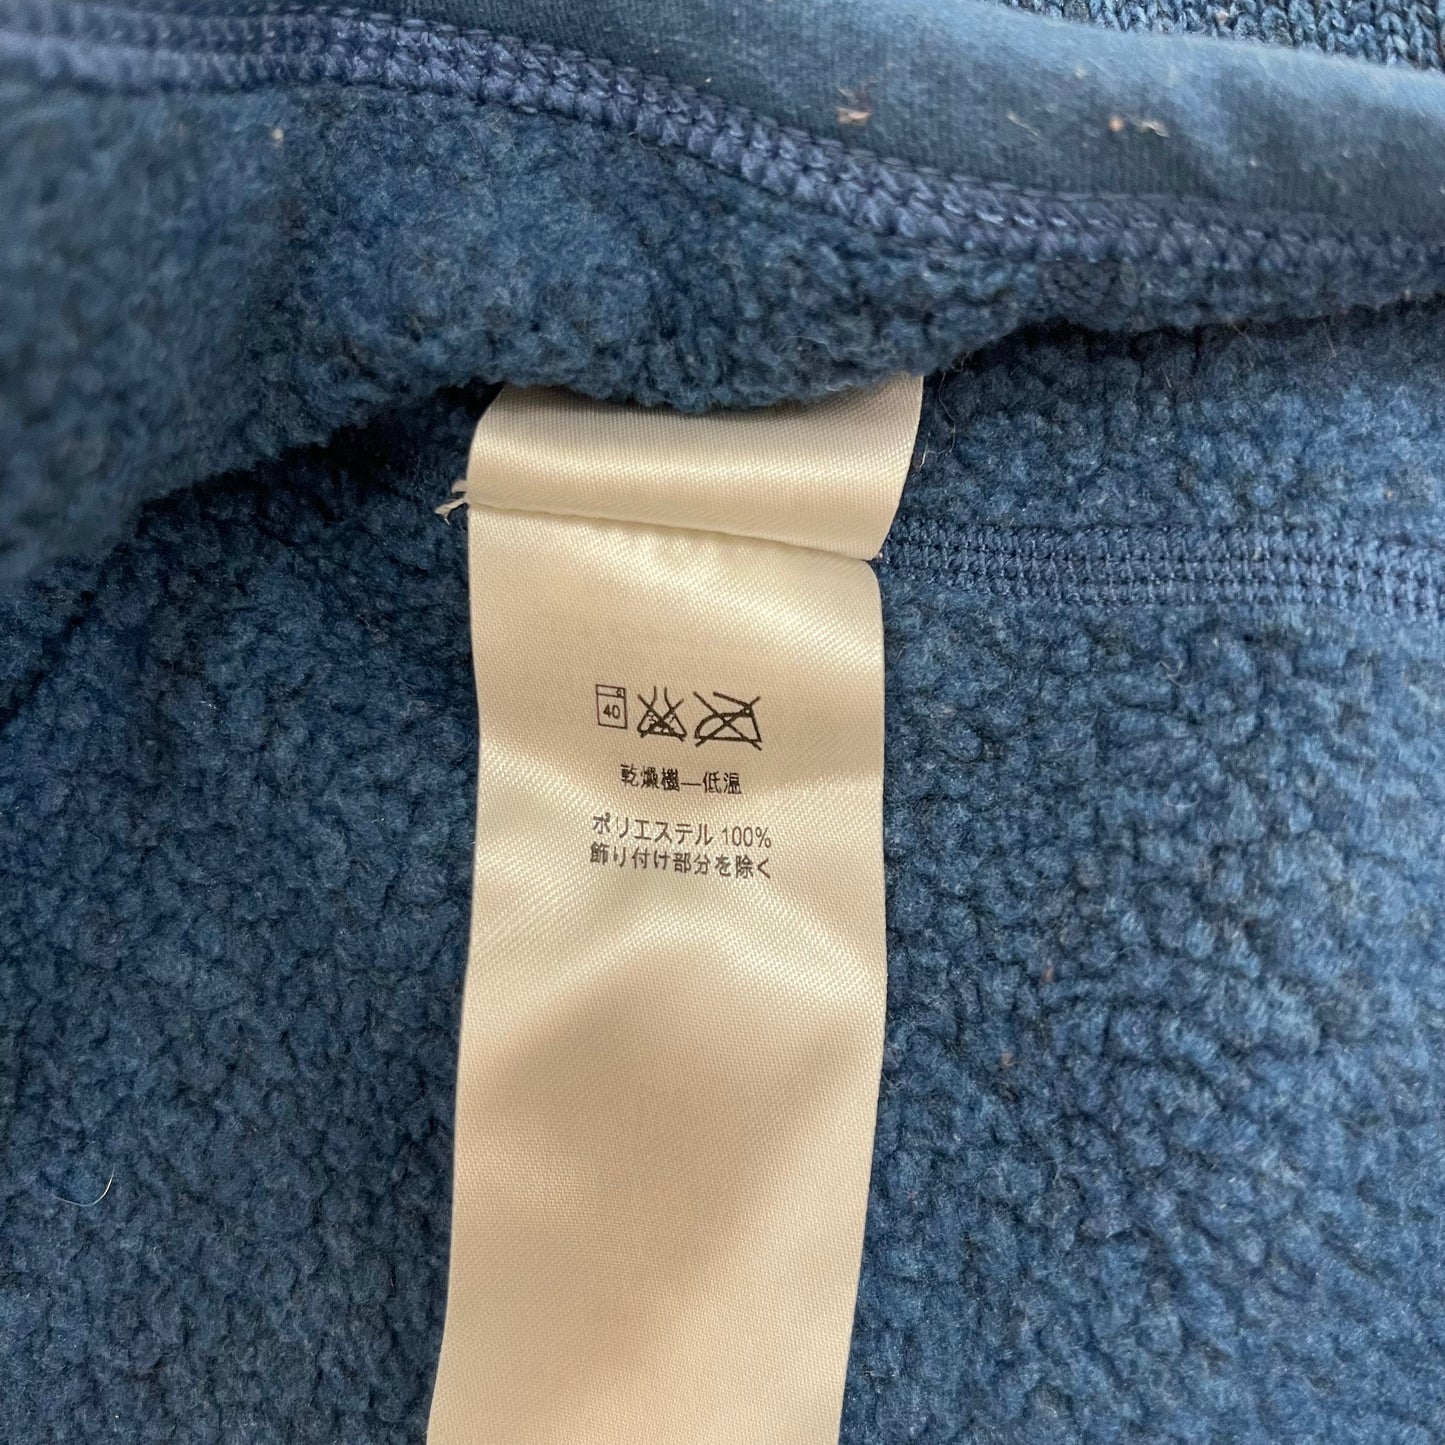 40
乾燥機—低温
ポリエステル 100%
飾り付け部分を除く